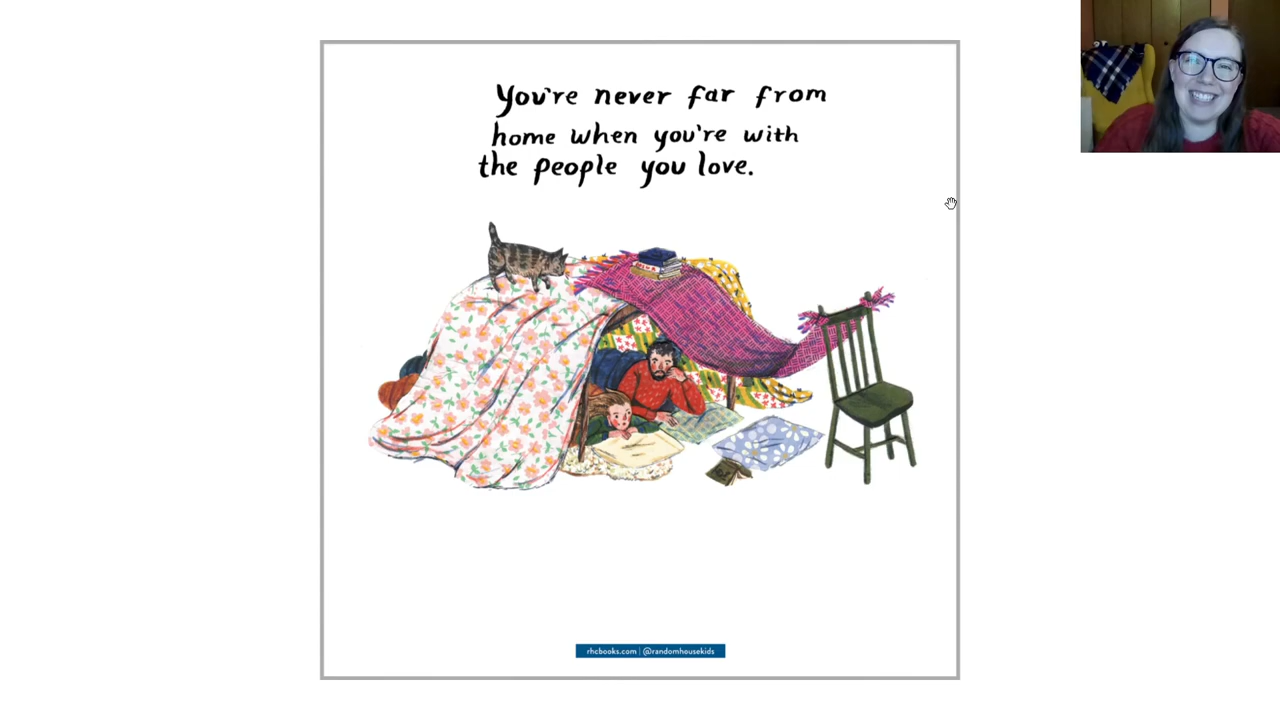 You're never far from
home when you're with
the people you love.
rhcbooks.com | @randomhousekids